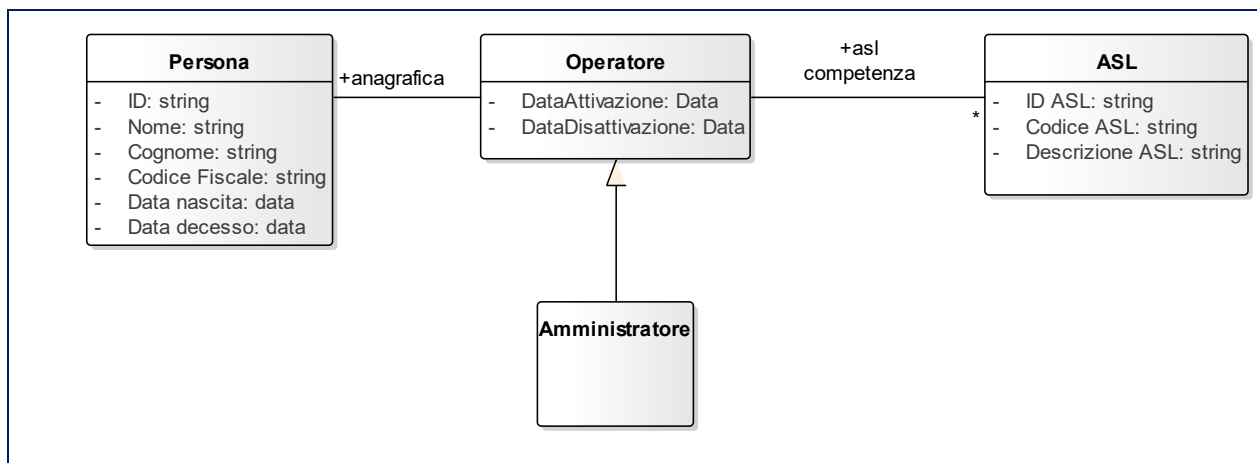 Persona
- ID: string
- Nome: string
- Cognome: string
- Codice Fiscale: string
- Data nascita: data
- Data decesso: data
+anagrafica
Operatore
- DataAttivazione: Data
- DataDisattivazione: Data
+asl
competenza
*
ASL
- ID ASL: string
- Codice ASL: string
- Descrizione ASL: string
Amministratore